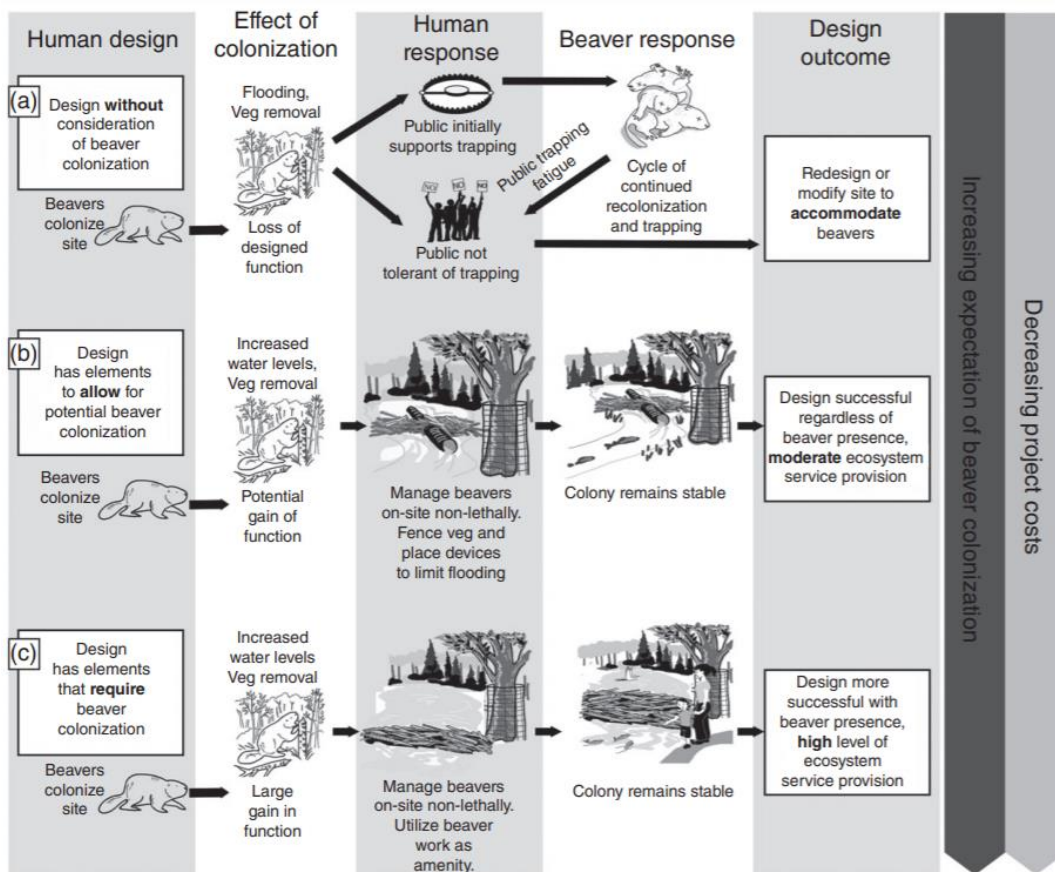 Human design
Effect of
colonization
Human
response
Beaver response
Design
outcome
(a)
Design without
consideration
of beaver
colonization
Beavers
colonize
site
Flooding,
Veg removal
Loss of
designed
function
Public initially
supports trapping
NO
NO
NO
Public not
tolerant of trapping
Public trapping
fatigue
Cycle of
continued
recolonization
and trapping
Redesign or
modify site to
accommodate
beavers
(b)
Design
has elements
to allow for
potential beaver
colonization
Beavers
colonize
site
Increased
water levels,
Veg removal
Potential
gain of
function
Manage beavers
on-site non-lethally.
Fence veg and
place devices
to limit flooding
Colony remains stable
Design successful
regardless of
beaver presence,
moderate ecosystem
service provision
(c)
Design
has elements
that require
beaver
colonization
Beavers
colonize
site
Increased
water levels
Veg removal
Large
gain in
function
Manage beavers
on-site non-lethally.
Utilize beaver
work as
amenity.
Colony remains stable
Design more
successful with
beaver presence,
high level of
ecosystem
service provision
Increasing expectation of beaver colonization
Decreasing project costs